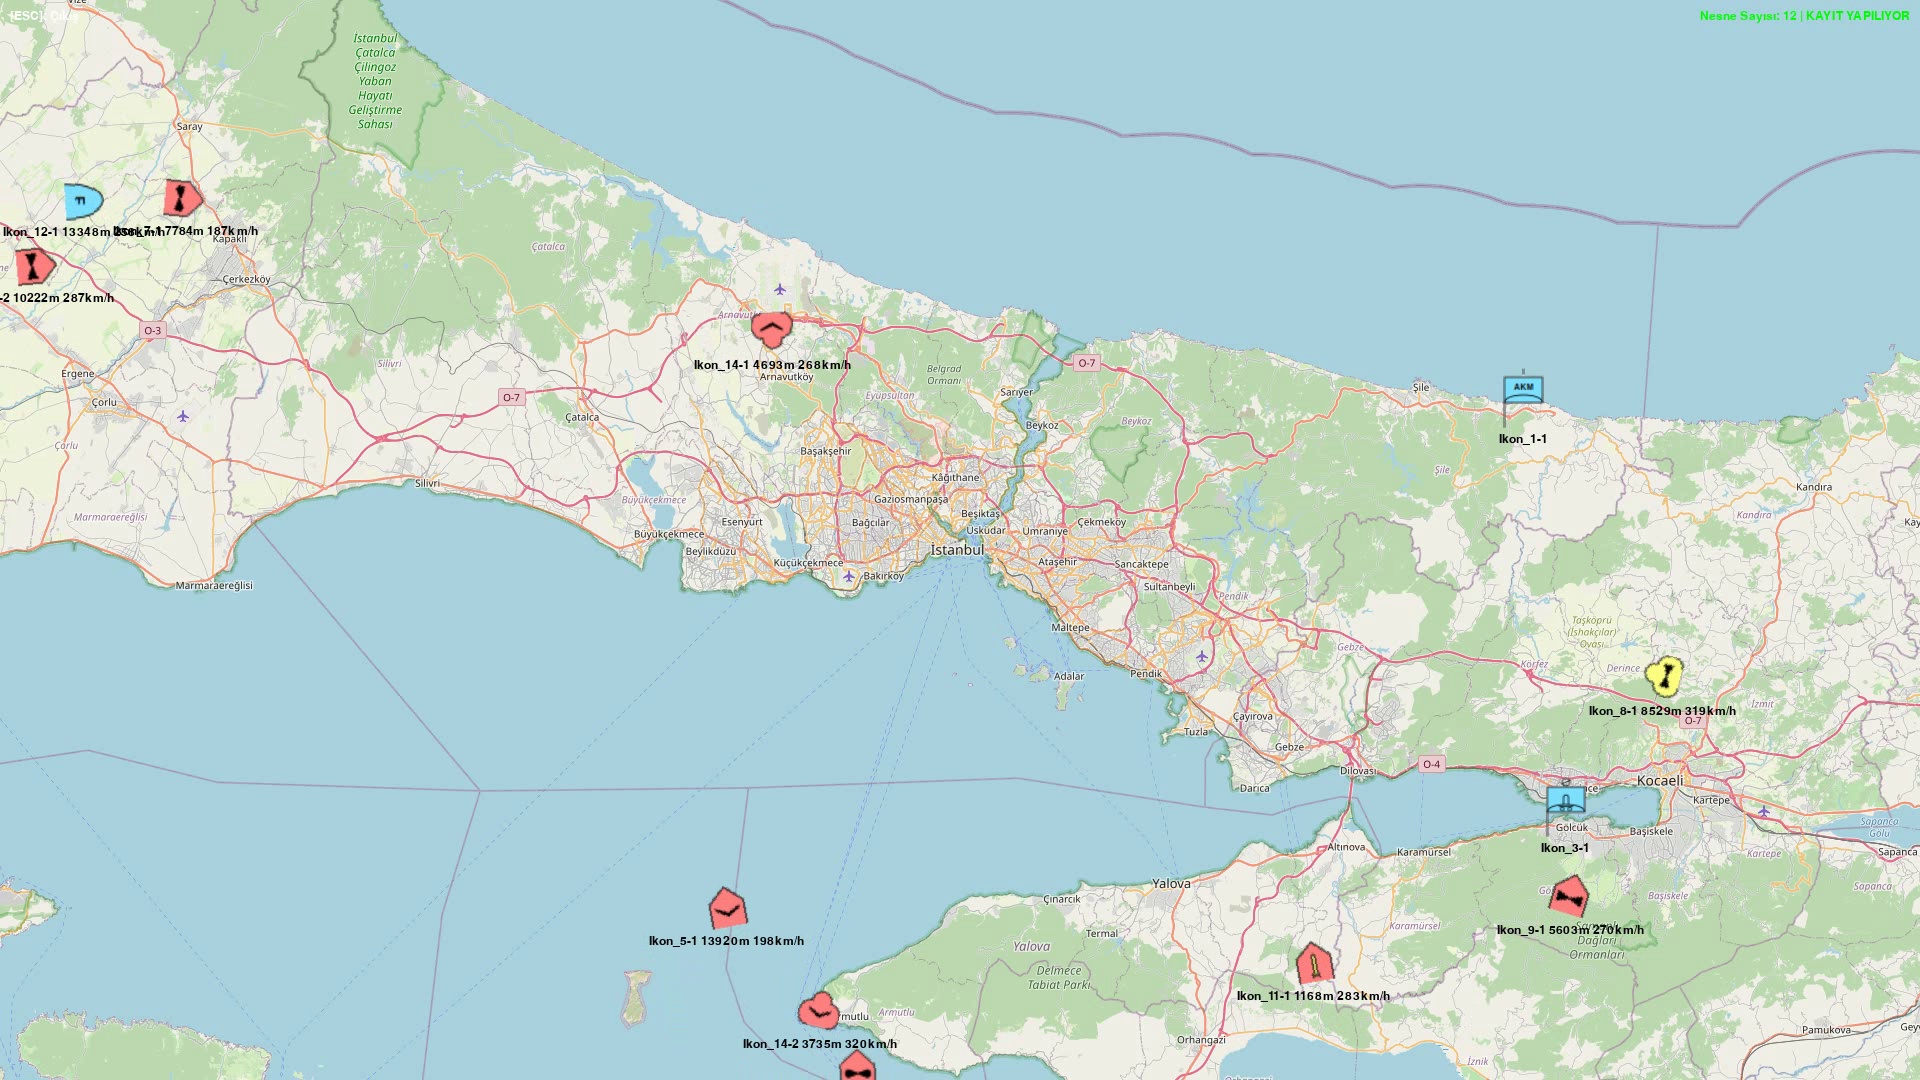 [ESC]- Çıkış
Nesne Sayısı: 12 | KAYIT YAPILIYOR
Vize
İstanbul
Çatalca
Çilingoz
Yaban
Hayatı
Geliştirme
Sahası
Saray
F
Ikon_12-1 13348m
Ikon_7-1 7784m 187km/h
Kapaklı
Çatalca
Çerkezköy
-2 10222m 287km/h
O-3
Arnavutköy
Silivri
Ikon_14-1 4693m 268km/h
O-7
Ergene
Arnavutköy
Belgrad
Ormanı
AKM
Şile
Sarıyer
O-7
Eyüpsultan
Çorlu
Çatalca
Beykoz
Beykoz
Ikon_1-1
Çorlu
Başakşehir
Şile
Silivri
Kâğıthane
Kandıra
Büyükçekmece
Gaziosmanpaşa
Marmaraereğlisi
Beşiktaş
Kandıra
Esenyurt
Bağcılar
Çekmeköy
Büyükçekmece
Üsküdar
Ümraniye
Beylikdüzü
İstanbul
Küçükçekmece
Ataşehir
Sancaktepe
Bakırköy
Marmaraereğlisi
Sultanbeyli
Pendik
Taşköprü
(İshakçılar)
Ovası
Maltepe
Gebze
Körfez
Derince
Pendik
Adalar
İzmit
Ikon_8-1 8529m 319km/h
Çayırova
O-7
Tuzla
Gebze
O-4
Dilovası
Kocaeli
Darıca
Kartepe
Sapanca
Gölü
Gölcük
Başiskele
Altınova
Ikon_3-1
Karamürsel
Kartepe
Sapanca
Yalova
Sapanca
Çınarcık
Başiskele
Karamürsel
Termal
Ikon_9-1 5603m 270km/h
Ikon_5-1 13920m 198km/h
Yalova
Dağları
Ormanları
Delmece
Tabiat Parkı
Ikon_11-1 1168m 283km/h
Armutlu
Pamukova
Ikon_14-2 3735m 320km/h
Orhangazi
İznik